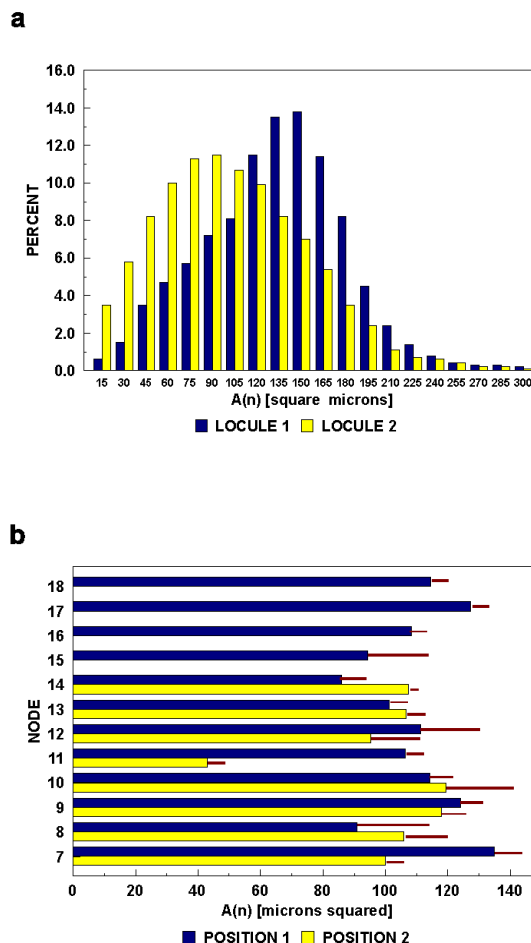 a
16.0
14.0
12.0
10.0
8.0
6.0
4.0
2.0
0.0
PERCENT
15 30 45 60 75 90 105 120 135 150 165 180 195 210 225 240 255 270 285 300
A(n) [square microns]
LOCULE 1 LOCULE 2
b
18
17
16
15
14
13
12
11
10
9
8
7
NODE
0 20 40 60 80 100 120 140
A(n) [microns squared]
POSITION 1 POSITION 2